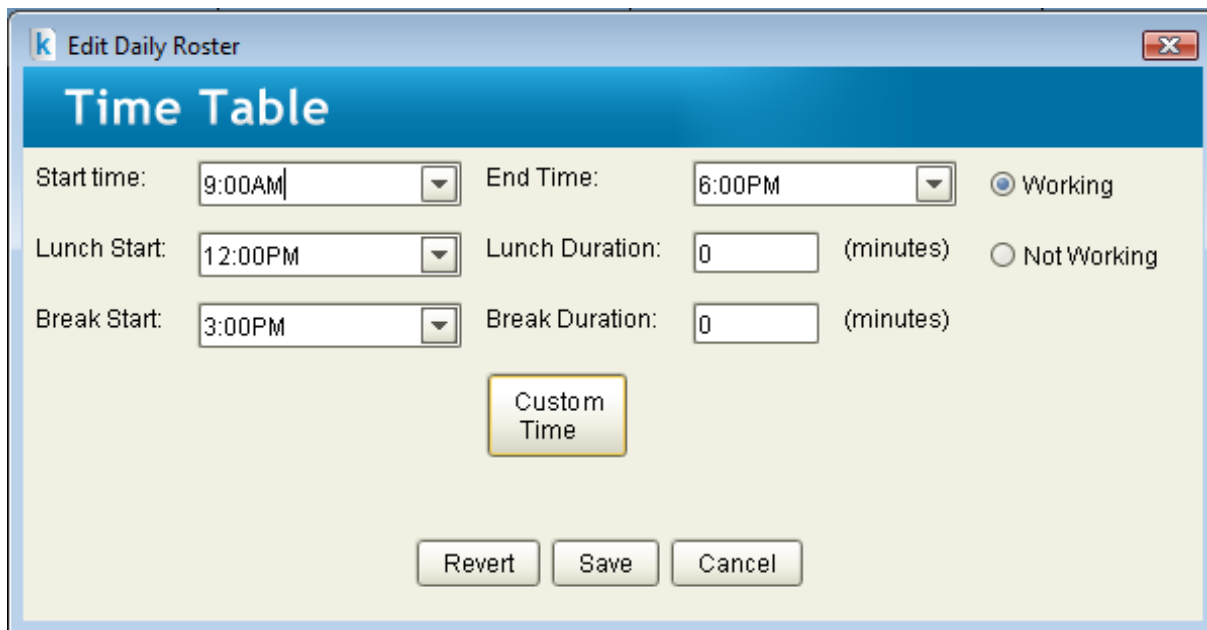 k Edit Daily Roster
Time Table
Start time: 9:00AM End Time: 6:00PM Working
Lunch Start: 12:00PM Lunch Duration: 0 (minutes) Not Working
Break Start: 3:00PM Break Duration: 0 (minutes)
Custom
Time
Revert Save Cancel